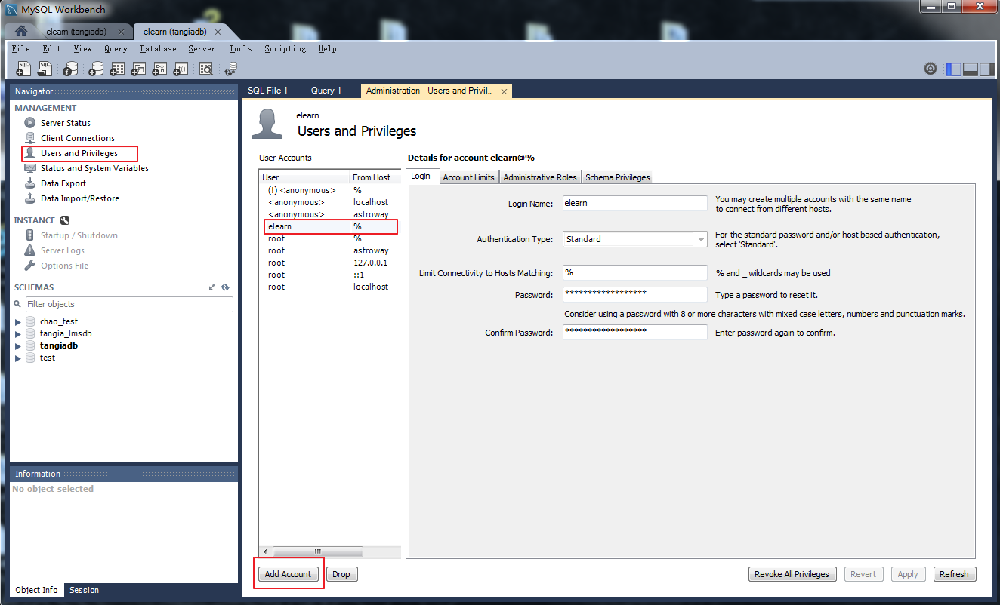 MySQL Workbench
elearn (tangiadb)
elearn (tangiadb)
File Edit View Query Database Server Tools Scripting Help
Navigator
MANAGEMENT
Server Status
Client Connections
Users and Privileges
Status and System Variables
Data Export
Data Import/Restore
INSTANCE
Startup / Shutdown
Server Logs
Options File
SCHEMAS
Filter objects
chao_test
tangia_lmsdb
tangiadb
test
Information
No object selected
Object Info Session
SQL File 1 Query 1 Administration - Users and Privil...
elearn
Users and Privileges
User Accounts
User From Host
(!) <anonymous> %
<anonymous> localhost
<anonymous> astroway
elearn %
root %
root astroway
root 127.0.0.1
root ::1
root localhost
Add Account Drop
Details for account elearn@%
Login Account Limits Administrative Roles Schema Privileges
Login Name: elearn You may create multiple accounts with the same name
to connect from different hosts.
Authentication Type: Standard For the standard password and/or host based authentication,
select 'Standard'.
Limit Connectivity to Hosts Matching: % % and _ wildcards may be used
Password: ****************** Type a password to reset it.
Consider using a password with 8 or more characters with mixed case letters, numbers and punctuation marks.
Confirm Password: ****************** Enter password again to confirm.
Revoke All Privileges Revert Apply Refresh